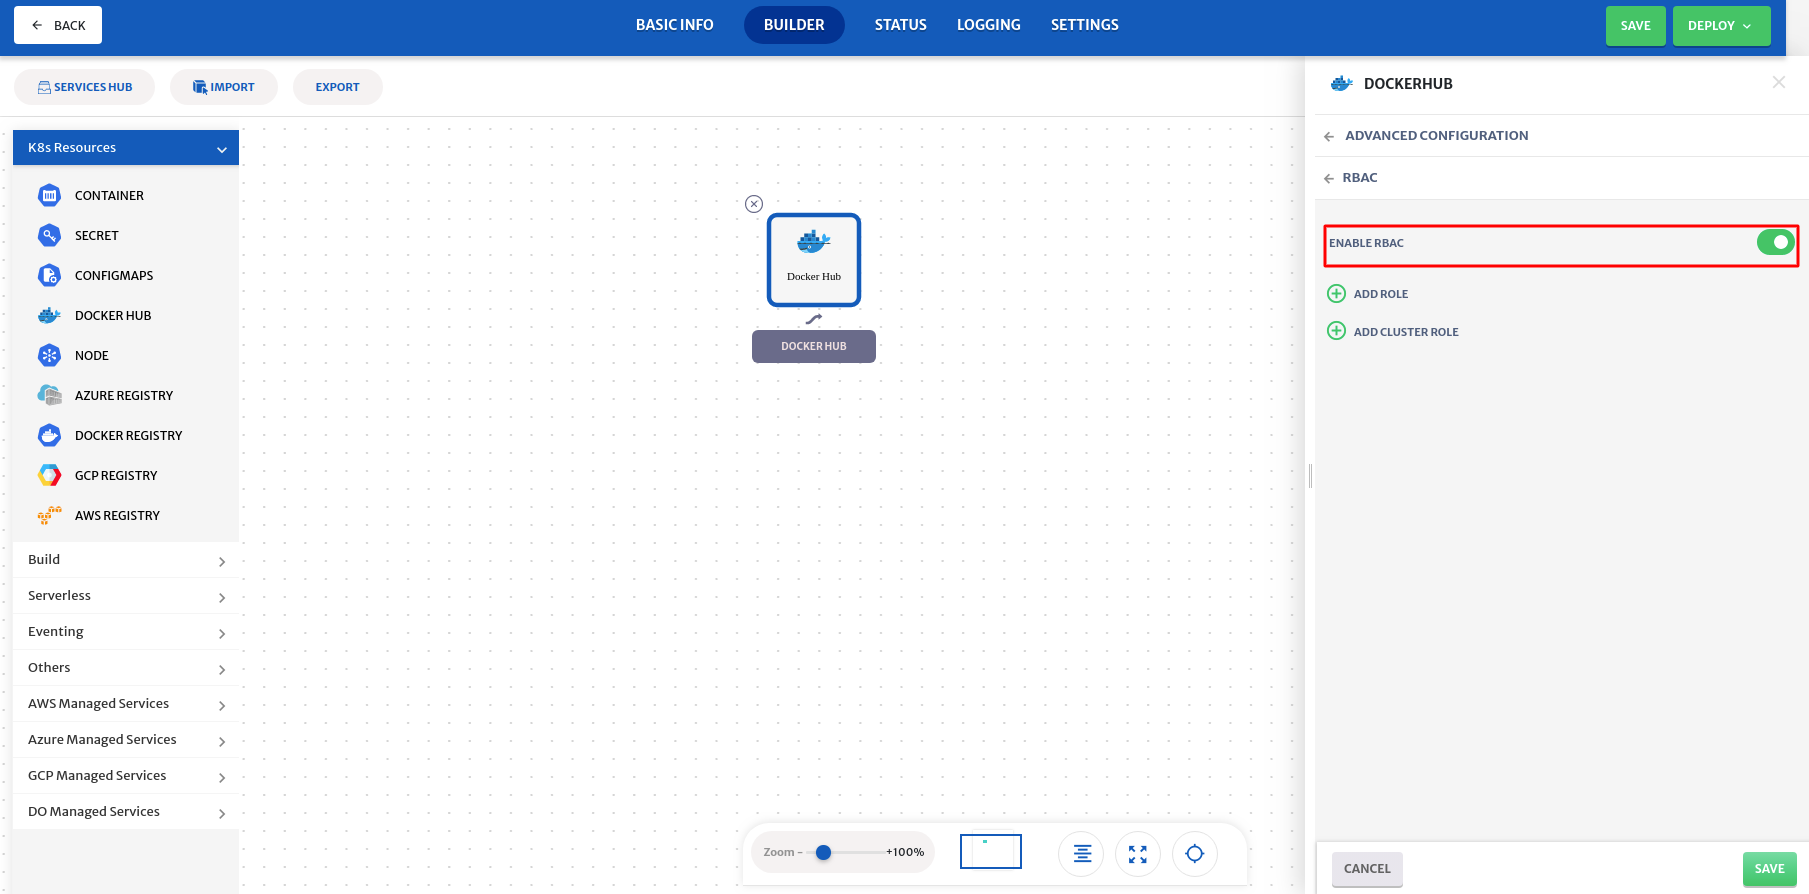 BACK
BASIC INFO
BUILDER
STATUS
LOGGING
SETTINGS
SAVE
DEPLOY
SERVICES HUB
IMPORT
EXPORT
K8s Resources
CONTAINER
SECRET
CONFIGMAPS
DOCKER HUB
NODE
AZURE REGISTRY
DOCKER REGISTRY
GCP REGISTRY
AWS REGISTRY
Build
Serverless
Eventing
Others
AWS Managed Services
Azure Managed Services
GCP Managed Services
DO Managed Services
Docker Hub
DOCKER HUB
Zoom - +100%
DOCKERHUB
ADVANCED CONFIGURATION
RBAC
ENABLE RBAC
ADD ROLE
ADD CLUSTER ROLE
CANCEL
SAVE